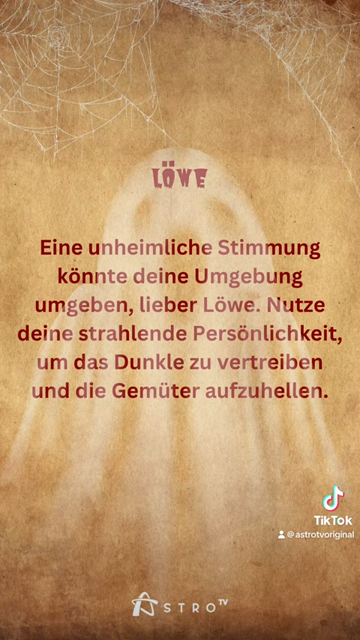 LÖWE
Eine unheimliche Stimmung
könnte deine Umgebung
umgeben, lieber Löwe. Nutze
deine strahlende Persönlichkeit,
um das Dunkle zu vertreiben
und die Gemüter aufzuhellen.
TikTok
@astrotvoriginal
ASTRO TV